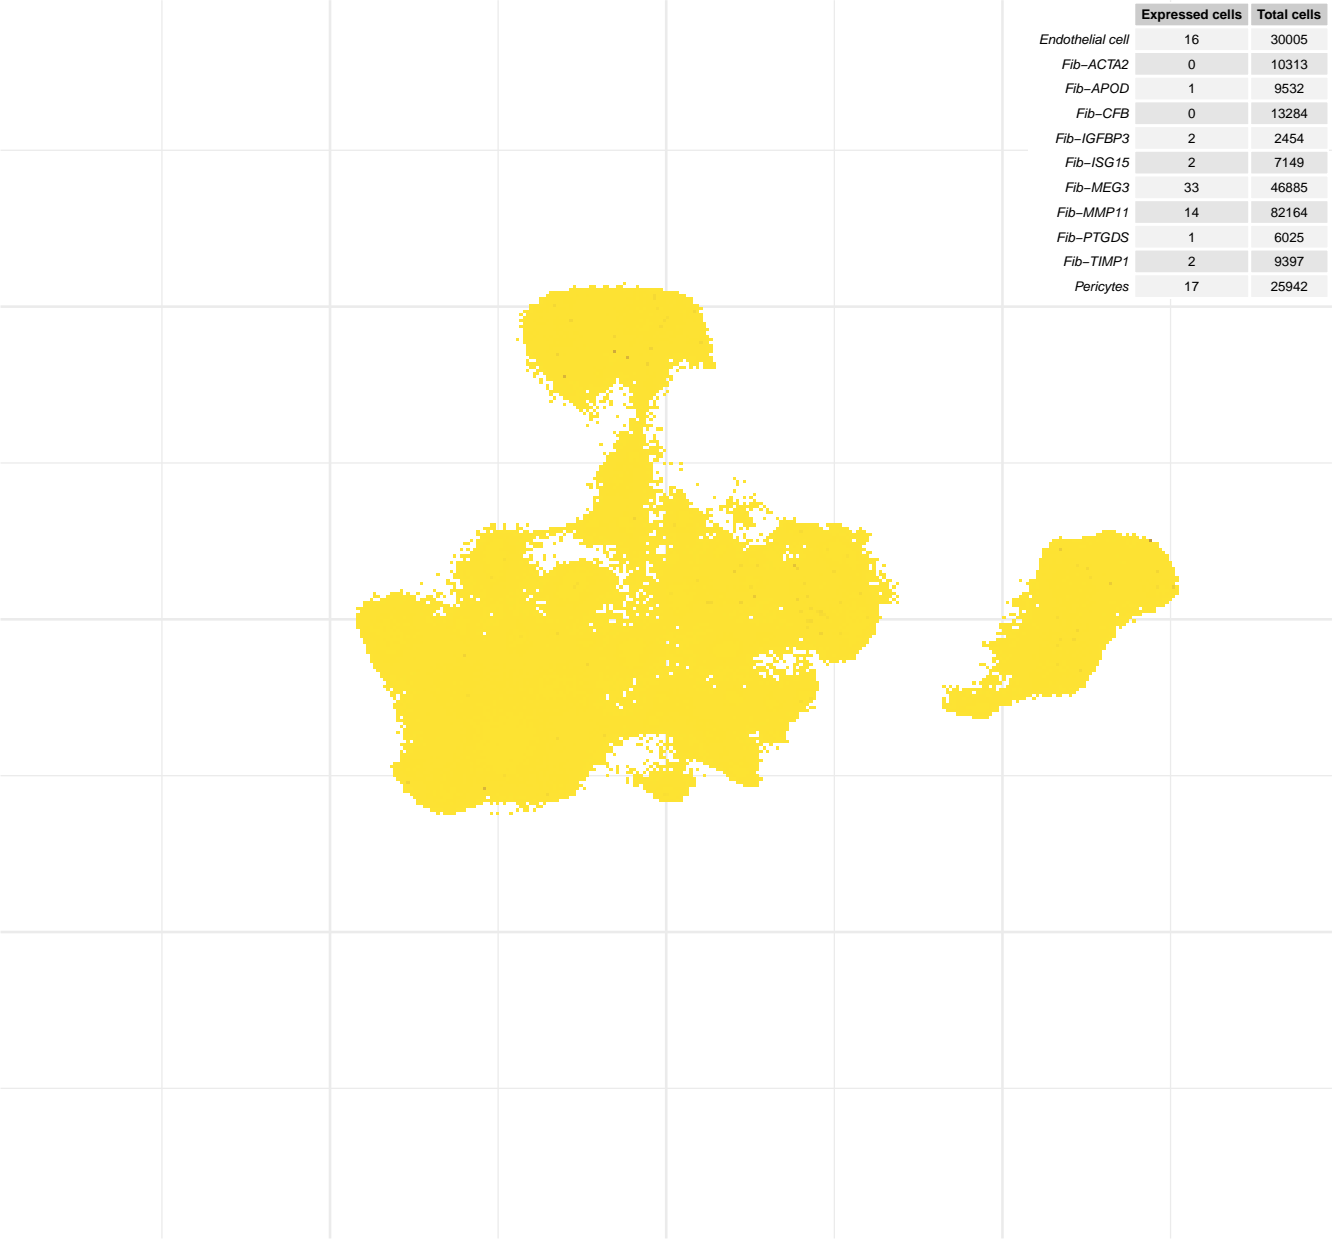 Expressed cells Total cells
Endothelial cell 16 30005
Fib−ACTA2 0 10313
Fib−APOD 1 9532
Fib−CFB 0 13284
Fib−IGFBP3 2 2454
Fib−ISG15 2 7149
Fib−MEG3 33 46885
Fib−MMP11 14 82164
Fib−PTGDS 1 6025
Fib−TIMP1 2 9397
Pericytes 17 25942